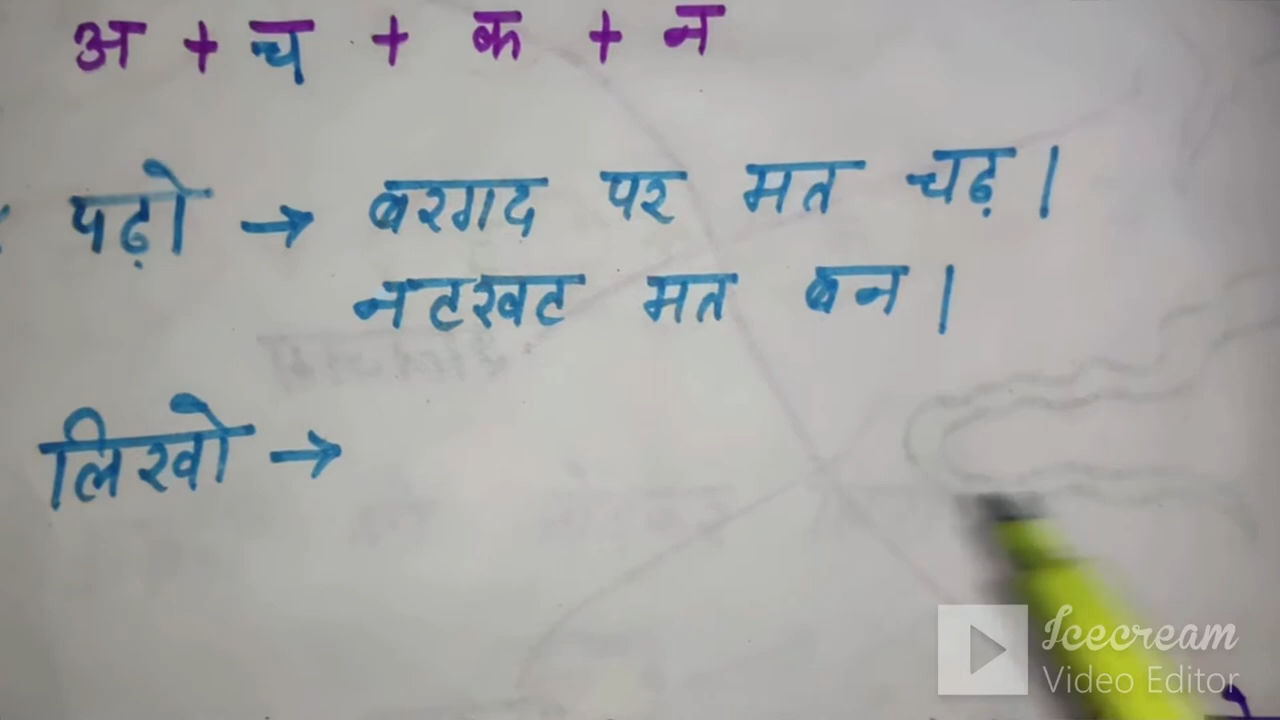 अ + च + क + न
पढ़ो → बरगद पर मत चढ़।
नटखट मत बन।
लिखो →
Icecream
Video Editor